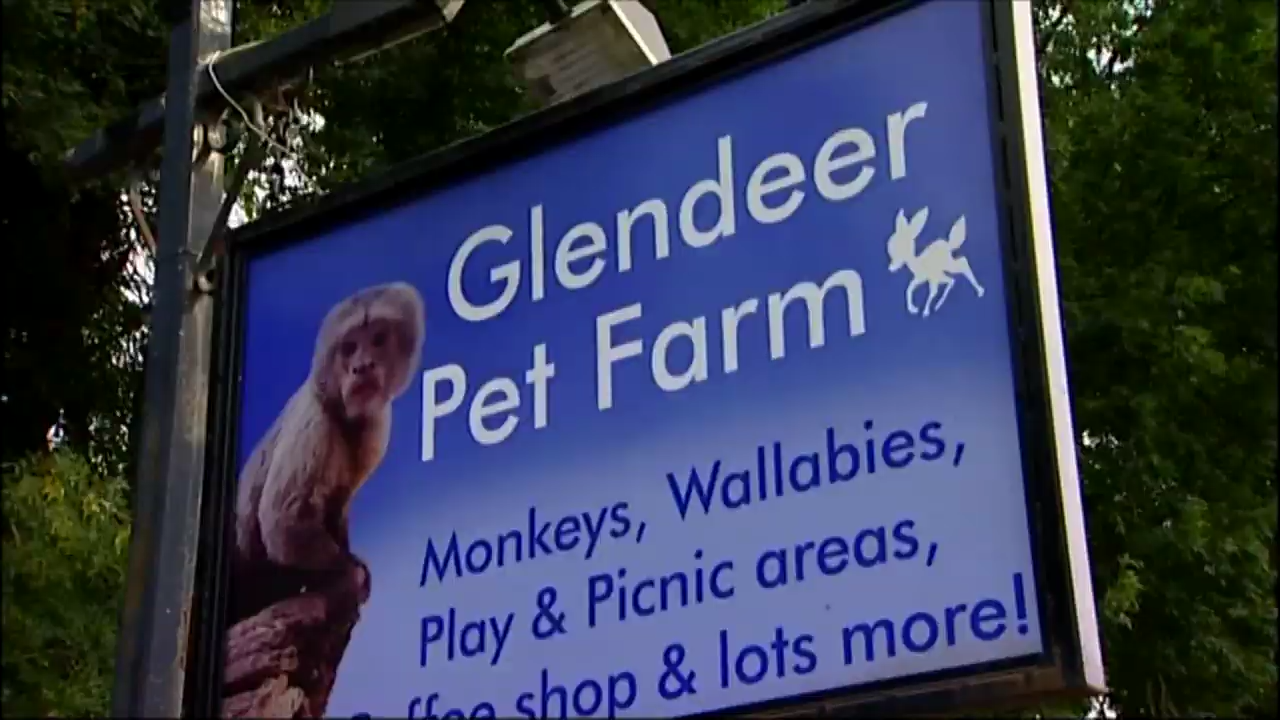 Glendeer
Pet Farm
Monkeys, Wallabies,
Play & Picnic areas,
shop & lots more!